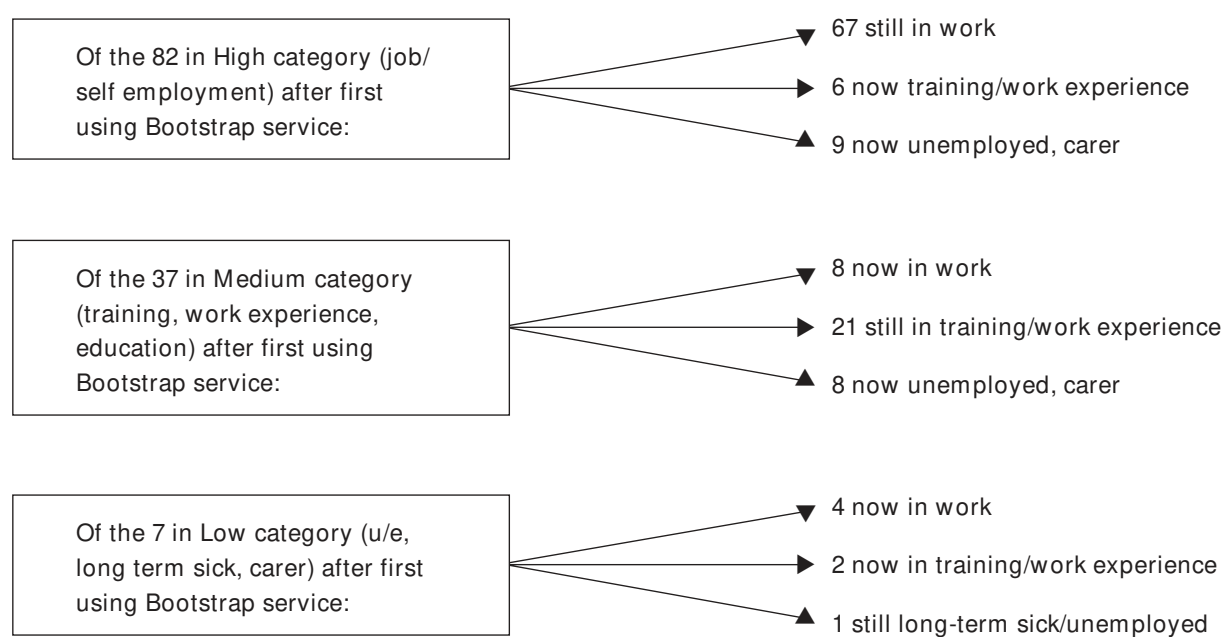 Of the 82 in High category (job/
self employment) after first
using Bootstrap service:
67 still in work
6 now training/work experience
9 now unemployed, carer
Of the 37 in Medium category
(training, work experience,
education) after first using
Bootstrap service:
8 now in work
21 still in training/work experience
8 now unemployed, carer
Of the 7 in Low category (u/e,
long term sick, carer) after first
using Bootstrap service:
4 now in work
2 now in training/work experience
1 still long-term sick/unemployed